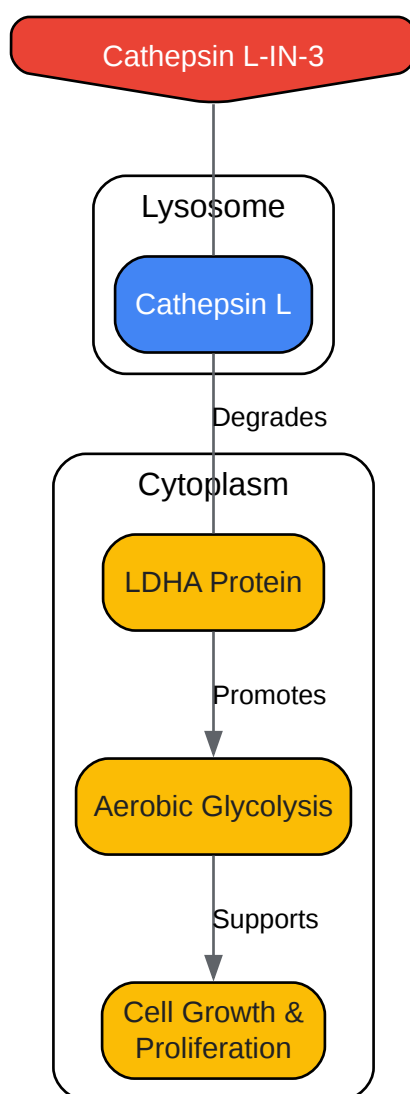 Cathepsin L-IN-3
Lysosome
Cathepsin L
Degrades
Cytoplasm
LDHA Protein
Promotes
Aerobic Glycolysis
Supports
Cell Growth &
Proliferation